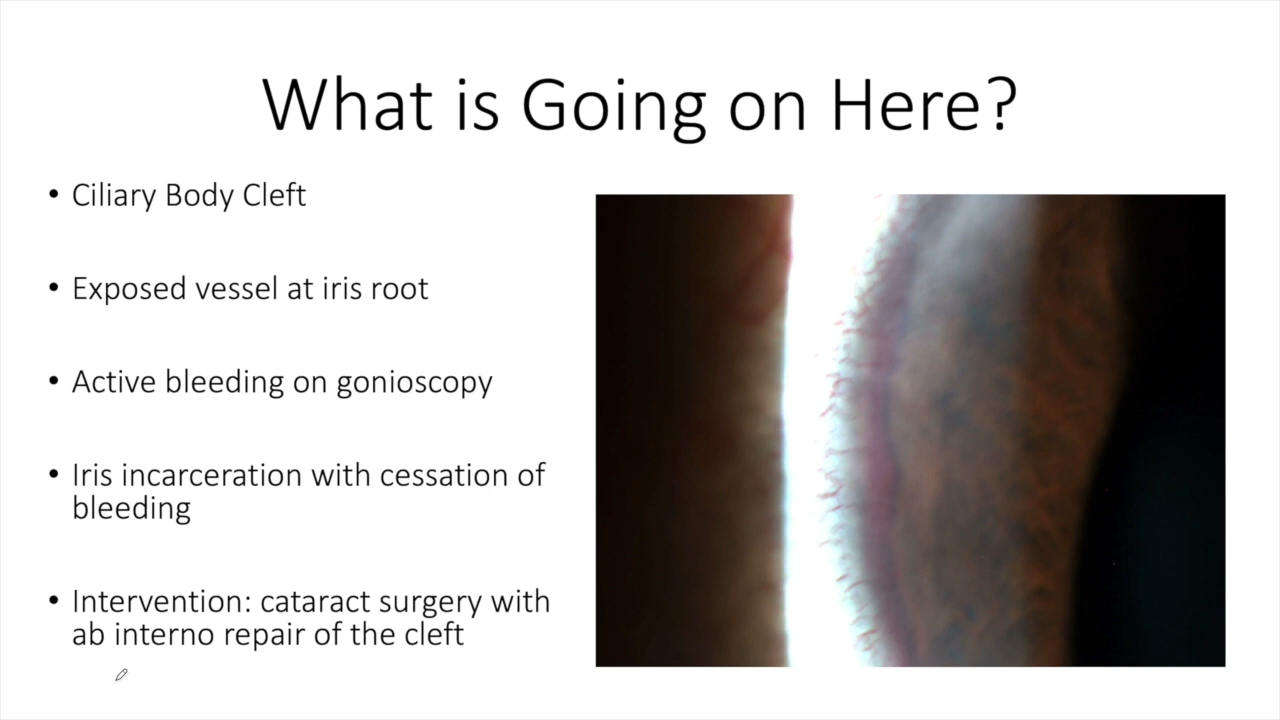 What is Going on Here?
• Ciliary Body Cleft
• Exposed vessel at iris root
• Active bleeding on gonioscopy
• Iris incarceration with cessation of
bleeding
• Intervention: cataract surgery with
ab interno repair of the cleft